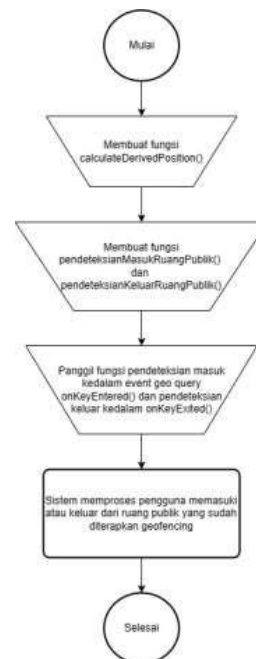 Mulai
Membuat fungsi
calculateDerivedPosition()
Membuat fungsi
pendeteksianMasukRuangPublik()
dan
pendeteksianKeluarRuangPublik()
Panggil fungsi pendeteksian masuk
kedalam event geo query
onKeyEntered() dan pendeteksian
keluar kedalam onKeyExited()
Sistem memproses pengguna memasuki
atau keluar dari ruang publik yang sudah
diterapkan geofencing
Selesai